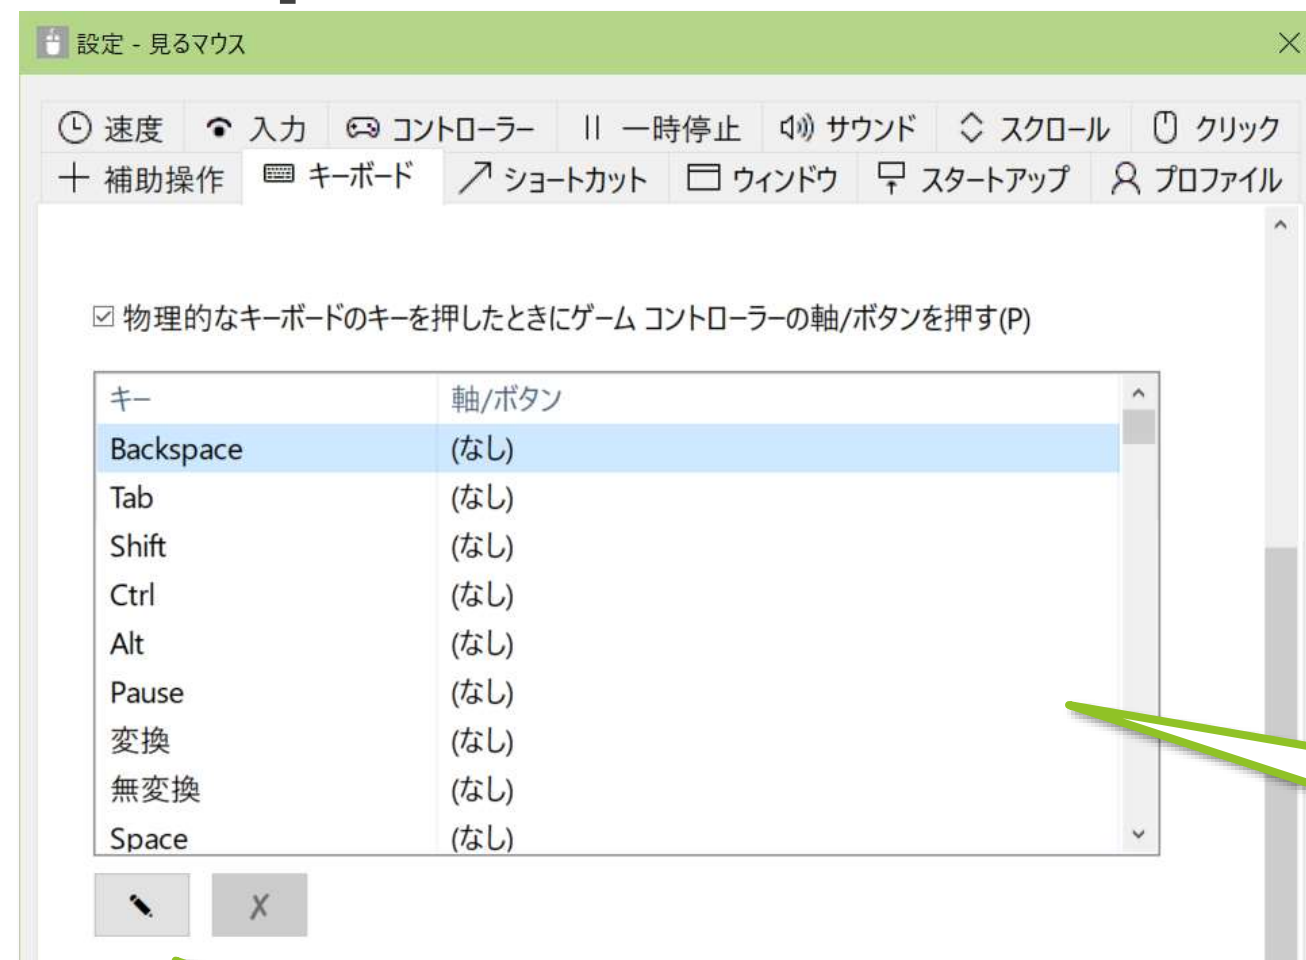 設定 - 見るマウス
速度 入力 コントローラー 一時停止 サウンド スクロール クリック
補助操作 キーボード ショートカット ウィンドウ スタートアップ プロファイル
物理的なキーボードのキーを押したときにゲーム コントローラーの軸/ボタンを押す(P)
キー 軸/ボタン
Backspace (なし)
Tab (なし)
Shift (なし)
Ctrl (なし)
Alt (なし)
Pause (なし)
変換 (なし)
無変換 (なし)
Space (なし)